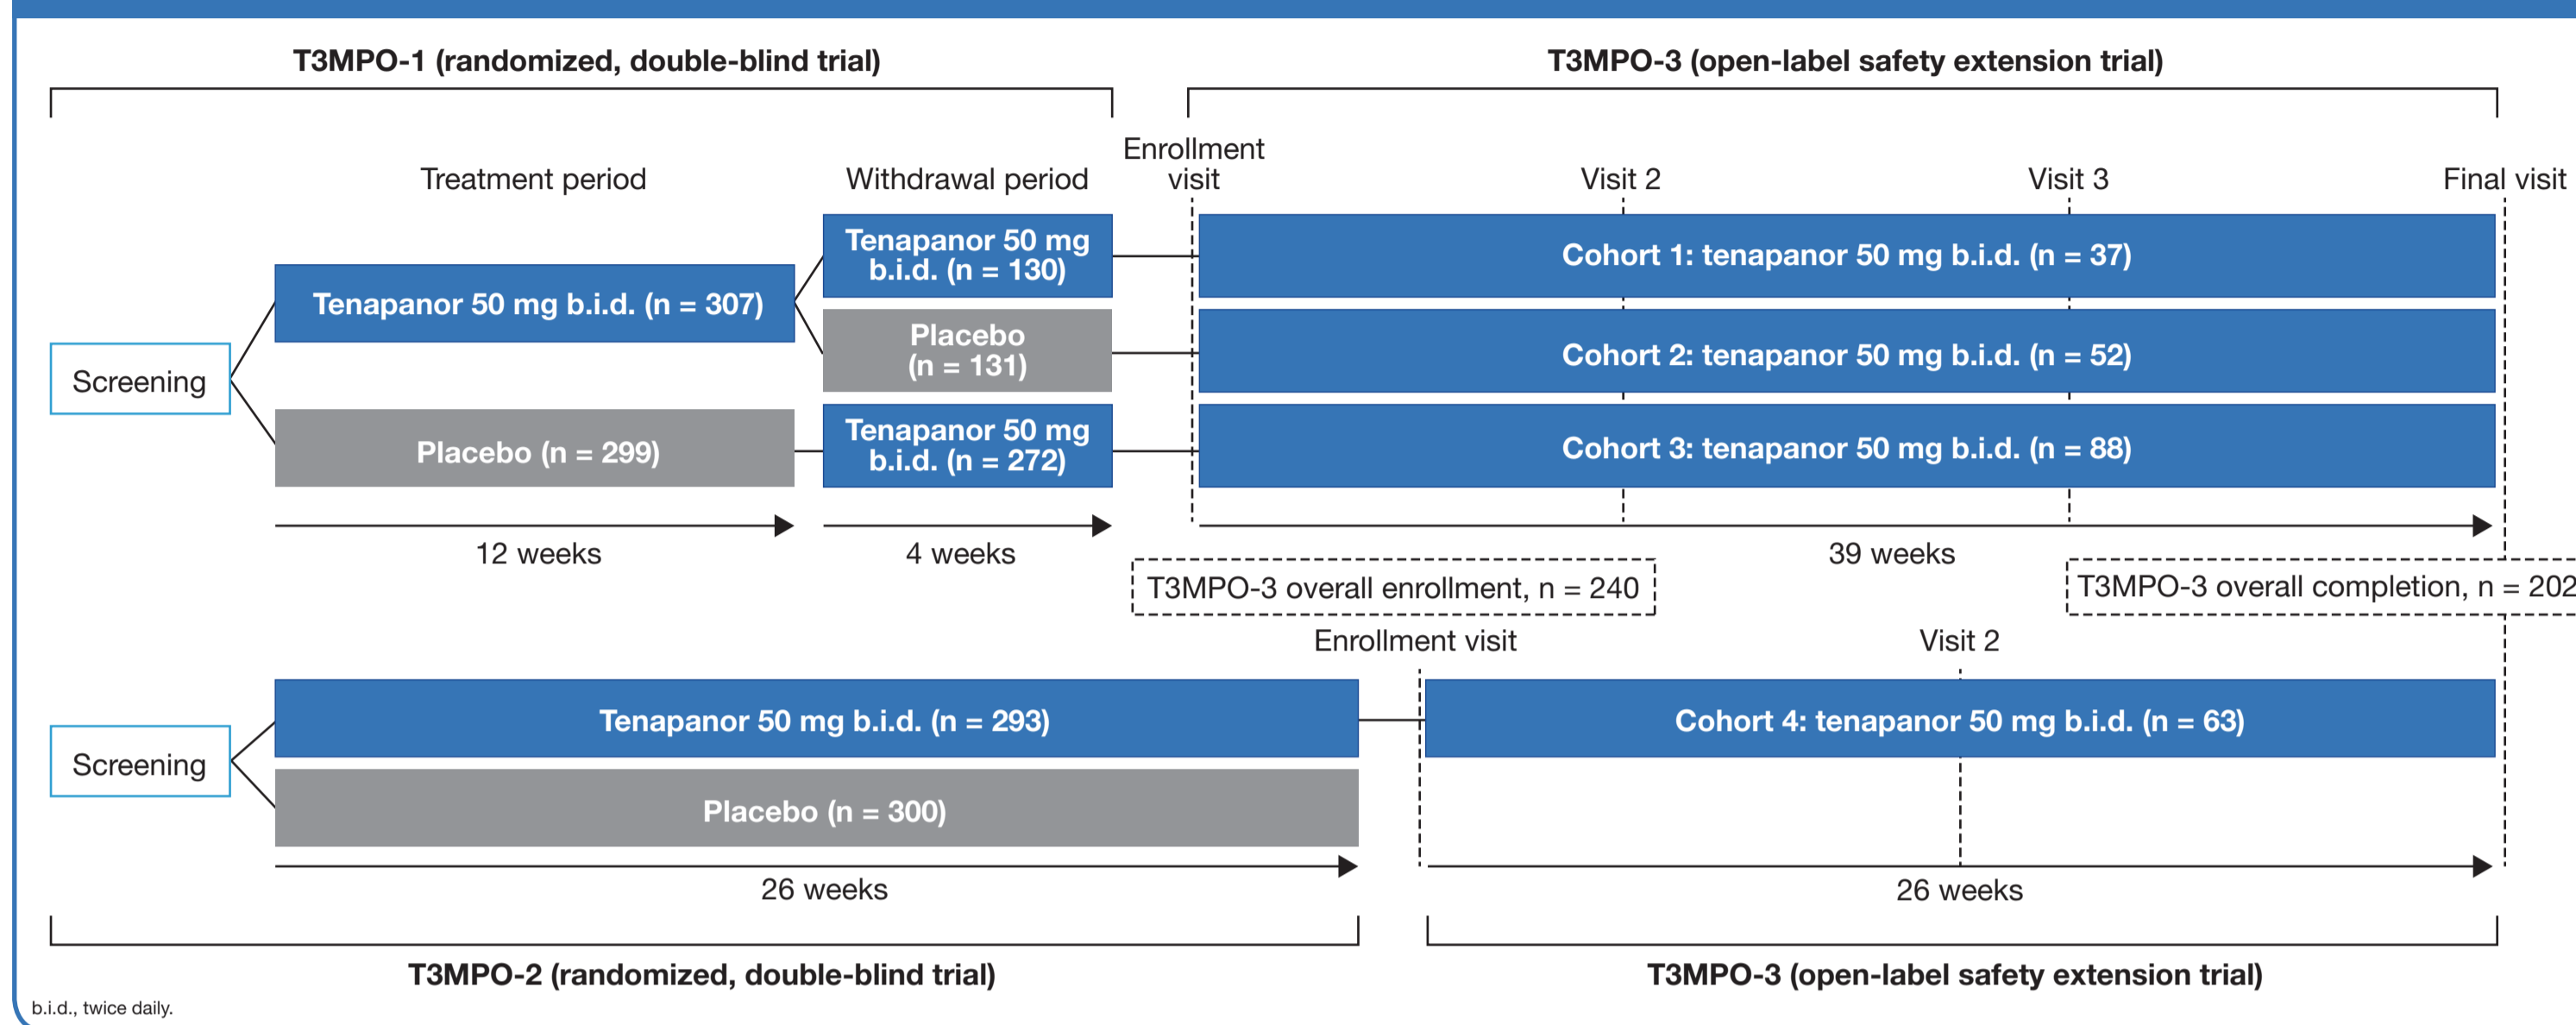 T3MPO-1 (randomized, double-blind trial)
T3MPO-3 (open-label safety extension trial)
Treatment period
Withdrawal period
Enrollment
visit
Visit 2
Visit 3
Final visit
Screening
Tenapanor 50 mg b.i.d. (n = 307)
Placebo (n = 299)
Tenapanor 50 mg
b.i.d. (n = 130)
Placebo
(n = 131)
Tenapanor 50 mg
b.i.d. (n = 272)
Cohort 1: tenapanor 50 mg b.i.d. (n = 37)
Cohort 2: tenapanor 50 mg b.i.d. (n = 52)
Cohort 3: tenapanor 50 mg b.i.d. (n = 88)
12 weeks
4 weeks
39 weeks
T3MPO-3 overall enrollment, n = 240
T3MPO-3 overall completion, n = 202
Enrollment visit
Visit 2
Screening
Tenapanor 50 mg b.i.d. (n = 293)
Placebo (n = 300)
Cohort 4: tenapanor 50 mg b.i.d. (n = 63)
26 weeks
26 weeks
T3MPO-2 (randomized, double-blind trial)
T3MPO-3 (open-label safety extension trial)
b.i.d., twice daily.